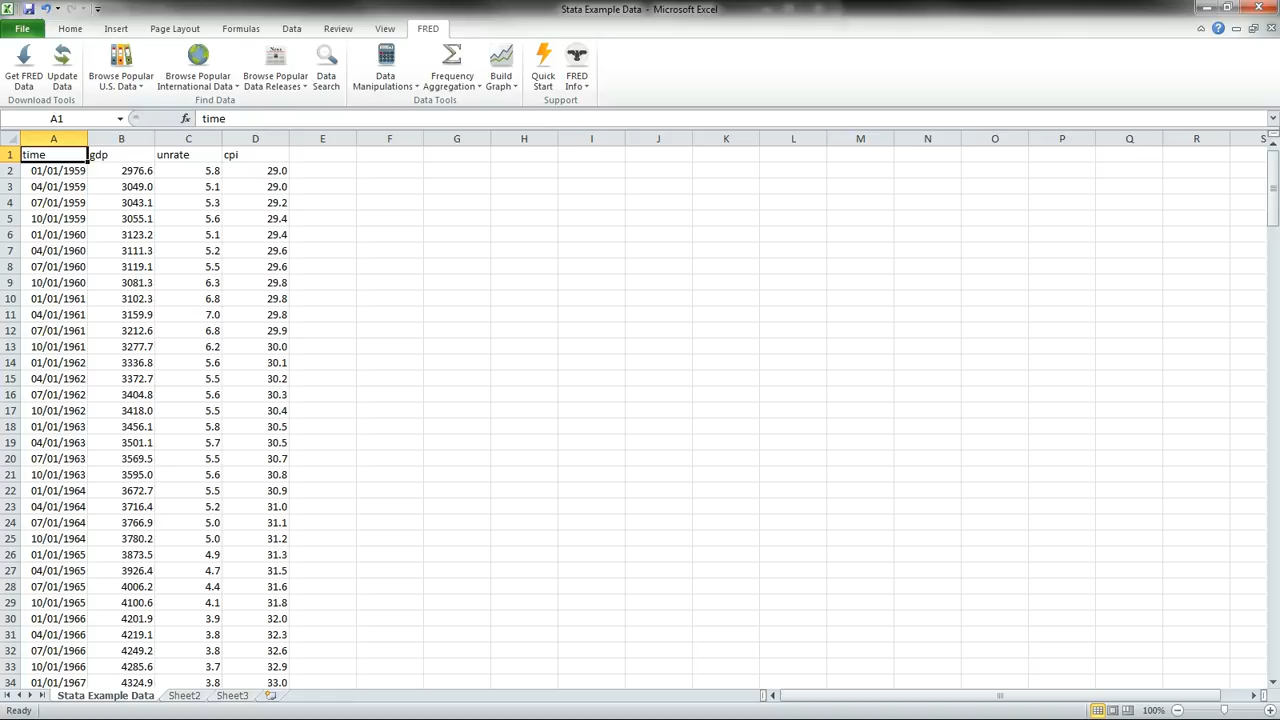 Stata Example Data - Microsoft Excel
File Home Insert Page Layout Formulas Data Review View FRED
Get FRED Data Update Data Browse Popular U.S. Data Browse Popular International Data Browse Popular Data Releases Data Search Data Manipulations Frequency Aggregation Build Graph Quick Start FRED Info
Download Tools Find Data Data Tools Support
A1 fx time
A B C D E F G H I J K L M N O P Q R S
1 time gdp unrate cpi
2 01/01/1959 2976.6 5.8 29.0
3 04/01/1959 3049.0 5.1 29.0
4 07/01/1959 3043.1 5.3 29.2
5 10/01/1959 3055.1 5.6 29.4
6 01/01/1960 3123.2 5.1 29.4
7 04/01/1960 3111.3 5.2 29.6
8 07/01/1960 3119.1 5.5 29.6
9 10/01/1960 3081.3 6.3 29.8
10 01/01/1961 3102.3 6.8 29.8
11 04/01/1961 3159.9 7.0 29.8
12 07/01/1961 3212.6 6.8 29.9
13 10/01/1961 3277.7 6.2 30.0
14 01/01/1962 3336.8 5.6 30.1
15 04/01/1962 3372.7 5.5 30.2
16 07/01/1962 3404.8 5.6 30.3
17 10/01/1962 3418.0 5.5 30.4
18 01/01/1963 3456.1 5.8 30.5
19 04/01/1963 3501.1 5.7 30.5
20 07/01/1963 3569.5 5.5 30.7
21 10/01/1963 3595.0 5.6 30.8
22 01/01/1964 3672.7 5.5 30.9
23 04/01/1964 3716.4 5.2 31.0
24 07/01/1964 3766.9 5.0 31.1
25 10/01/1964 3780.2 5.0 31.2
26 01/01/1965 3873.5 4.9 31.3
27 04/01/1965 3926.4 4.7 31.5
28 07/01/1965 4006.2 4.4 31.6
29 10/01/1965 4100.6 4.1 31.8
30 01/01/1966 4201.9 3.9 32.0
31 04/01/1966 4219.1 3.8 32.3
32 07/01/1966 4249.2 3.8 32.6
33 10/01/1966 4285.6 3.7 32.9
34 01/01/1967 4324.9 3.8 33.0
Stata Example Data Sheet2 Sheet3
Ready 100%